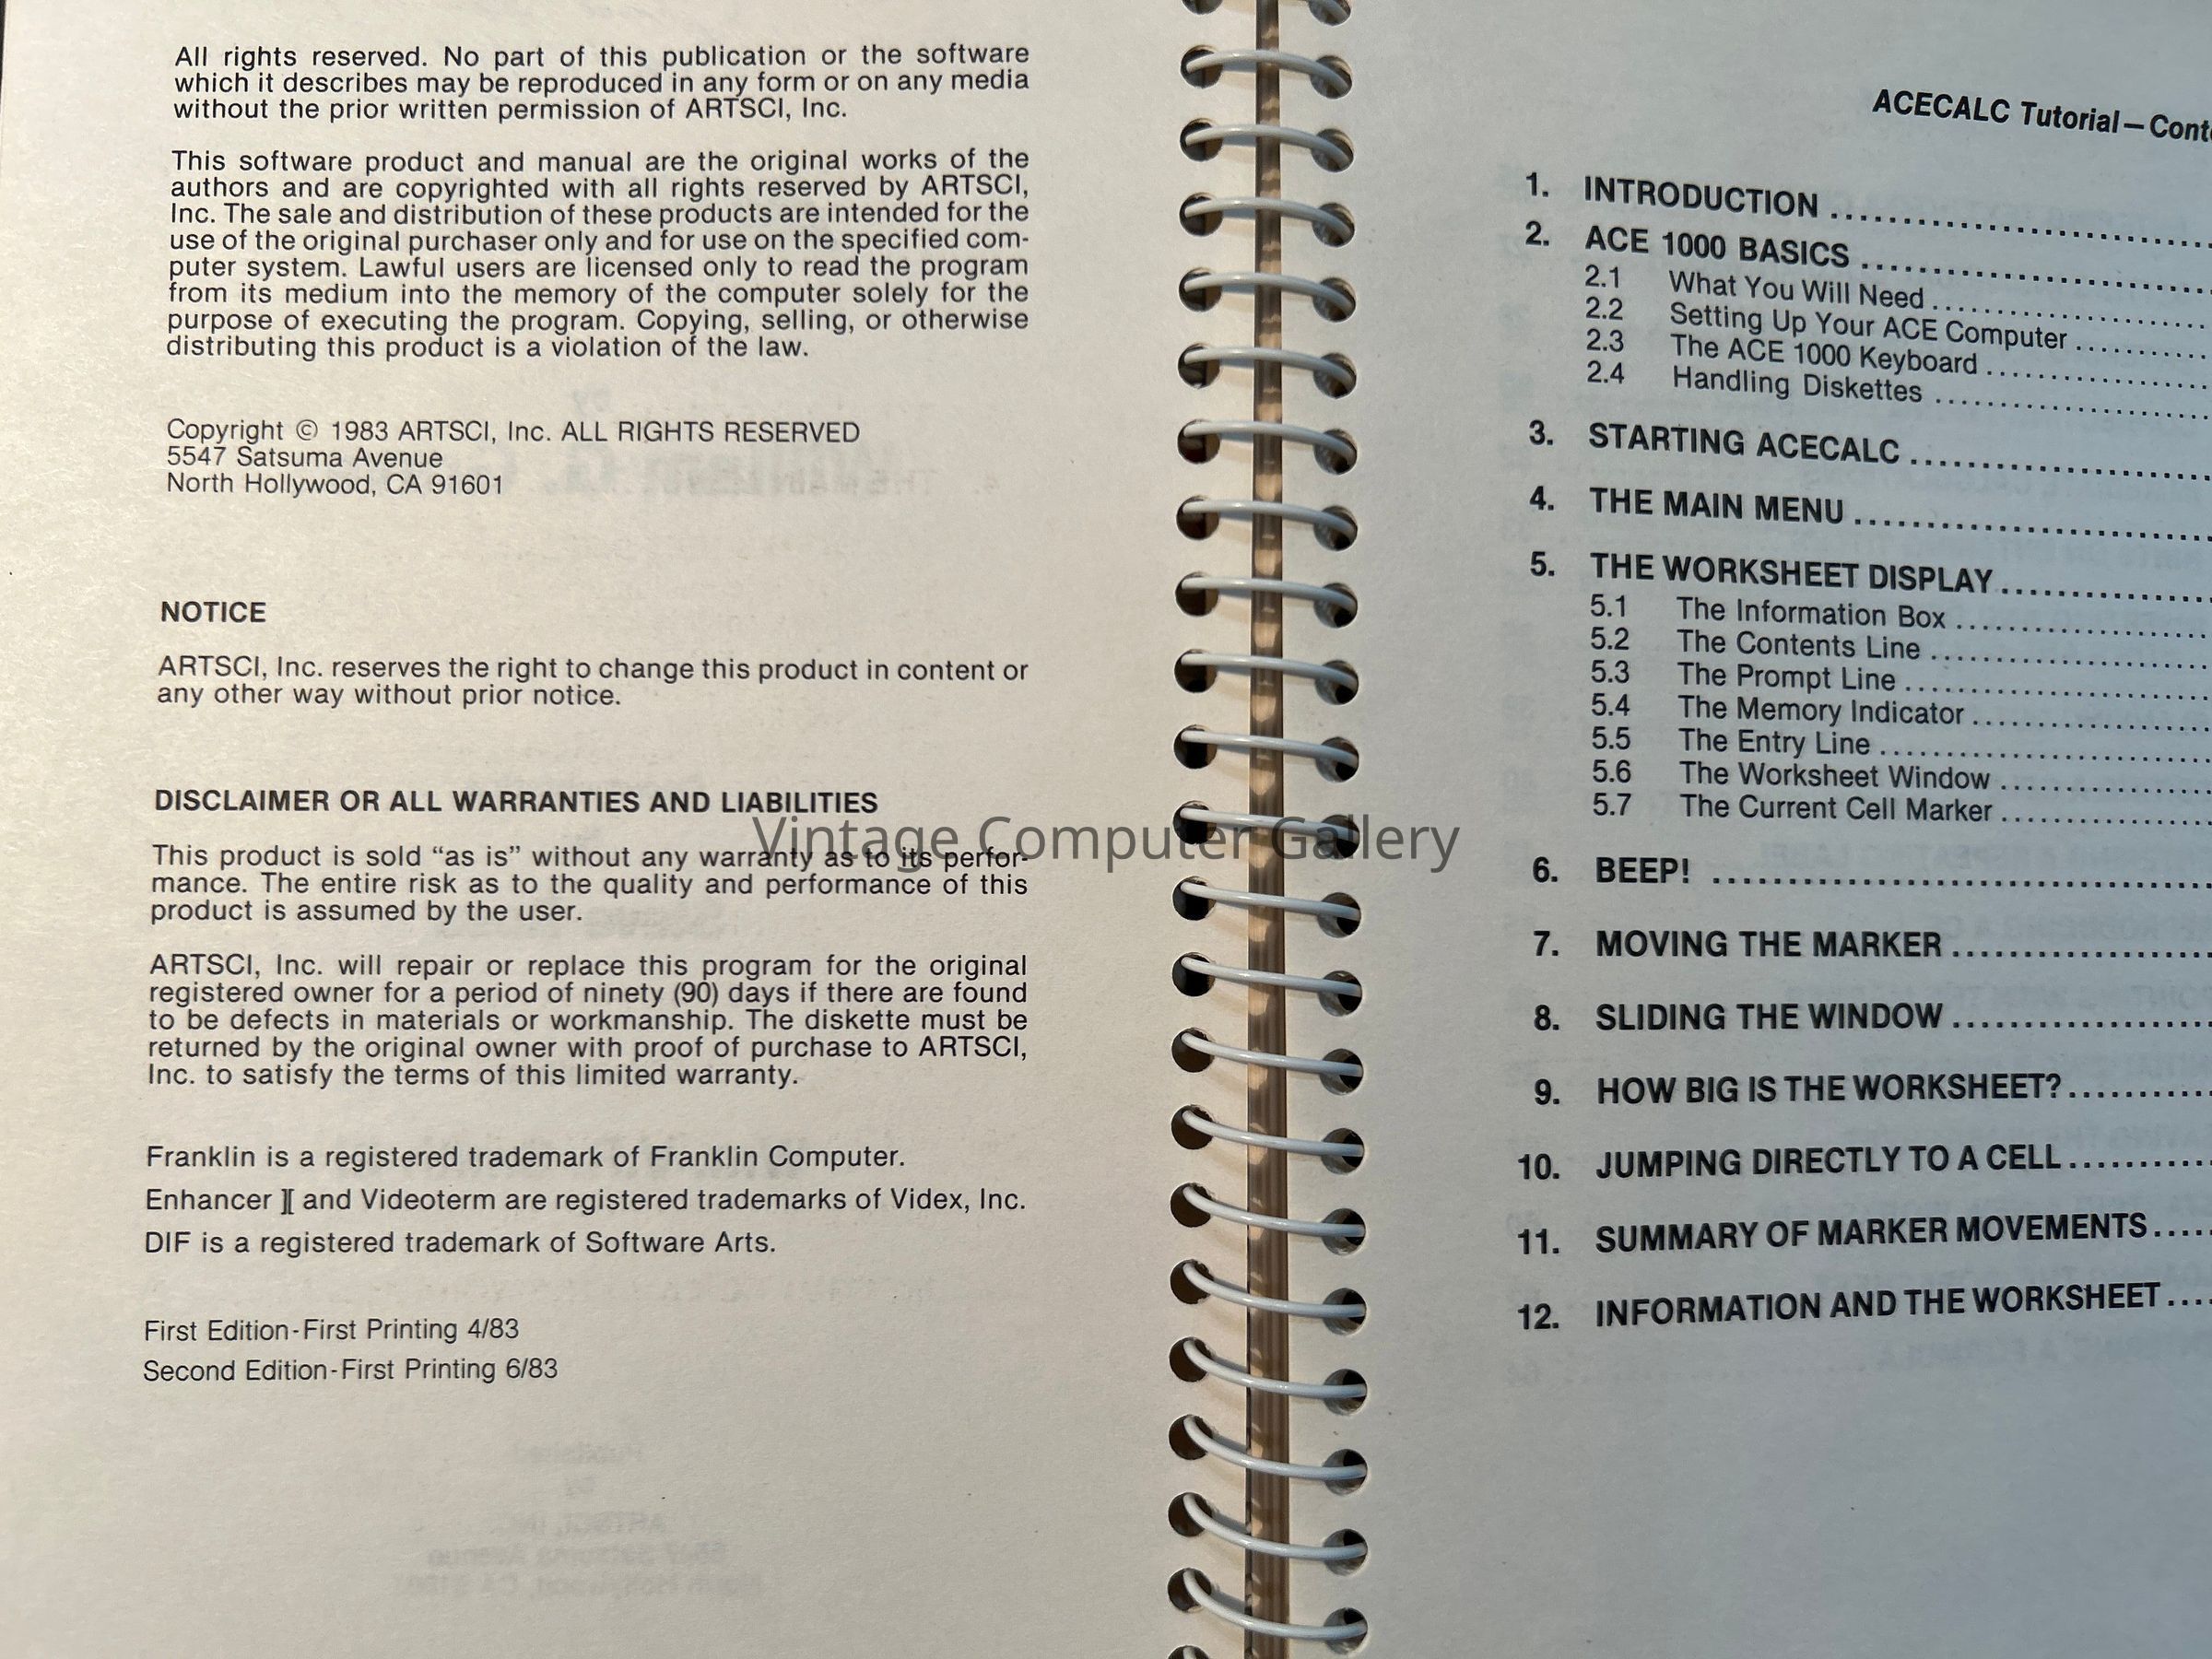 All rights reserved. No part of this publication or the software
which it describes may be reproduced in any form or on any media
without the prior written permission of ARTSCI, Inc.
This software product and manual are the original works of the
authors and are copyrighted with all rights reserved by ARTSCI,
Inc. The sale and distribution of these products are intended for the
use of the original purchaser only and for use on the specified com-
puter system. Lawful users are licensed only to read the program
from its medium into the memory of the computer solely for the
purpose of executing the program. Copying, selling, or otherwise
distributing this product is a violation of the law.
Copyright © 1983 ARTSCI, Inc. ALL RIGHTS RESERVED
5547 Satsuma Avenue
North Hollywood, CA 91601
NOTICE
ARTSCI, Inc. reserves the right to change this product in content or
any other way without prior notice.
DISCLAIMER OR ALL WARRANTIES AND LIABILITIES
This product is sold “as is” without any warranty as to its perfor-
mance. The entire risk as to the quality and performance of this
product is assumed by the user.
ARTSCI, Inc. will repair or replace this program for the original
registered owner for a period of ninety (90) days if there are found
to be defects in materials or workmanship. The diskette must be
returned by the original owner with proof of purchase to ARTSCI,
Inc. to satisfy the terms of this limited warranty.
Franklin is a registered trademark of Franklin Computer.
Enhancer ][ and Videoterm are registered trademarks of Videx, Inc.
DIF is a registered trademark of Software Arts.
First Edition-First Printing 4/83
Second Edition-First Printing 6/83
Vintage Computer Gallery
ACECALC Tutorial—Conte
1. INTRODUCTION
2. ACE 1000 BASICS
2.1 What You Will Need
2.2 Setting Up Your ACE Computer
2.3 The ACE 1000 Keyboard
2.4 Handling Diskettes
3. STARTING ACECALC
4. THE MAIN MENU
5. THE WORKSHEET DISPLAY
5.1 The Information Box
5.2 The Contents Line
5.3 The Prompt Line
5.4 The Memory Indicator
5.5 The Entry Line
5.6 The Worksheet Window
5.7 The Current Cell Marker
6. BEEP!
7. MOVING THE MARKER
8. SLIDING THE WINDOW
9. HOW BIG IS THE WORKSHEET?
10. JUMPING DIRECTLY TO A CELL
11. SUMMARY OF MARKER MOVEMENTS
12. INFORMATION AND THE WORKSHEET